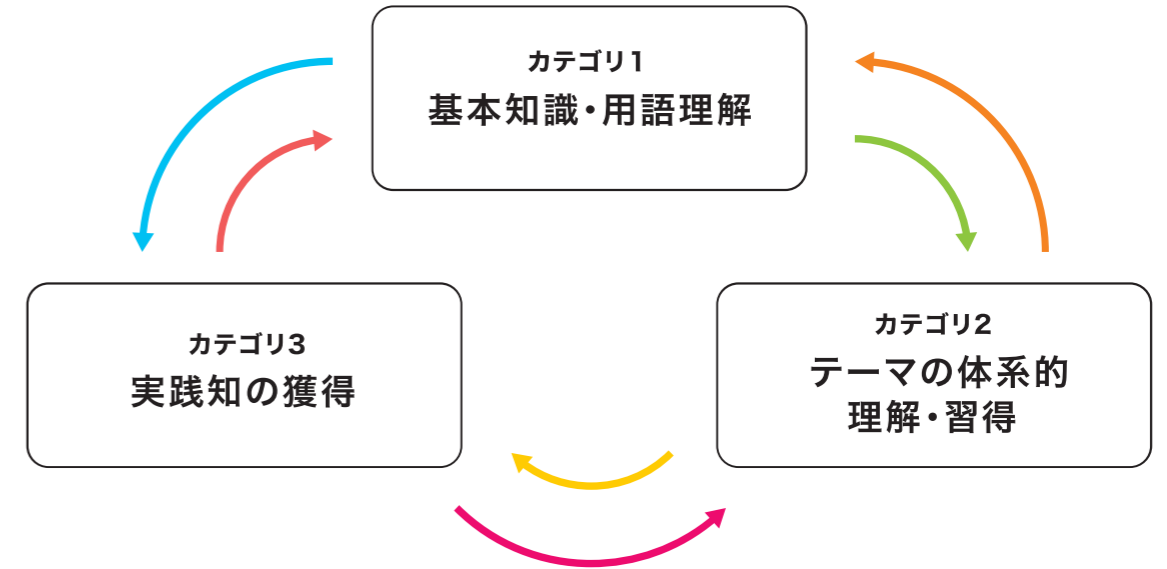 カテゴリ1
基本知識・用語理解
カテゴリ3
実践知の獲得
カテゴリ2
テーマの体系的
理解・習得